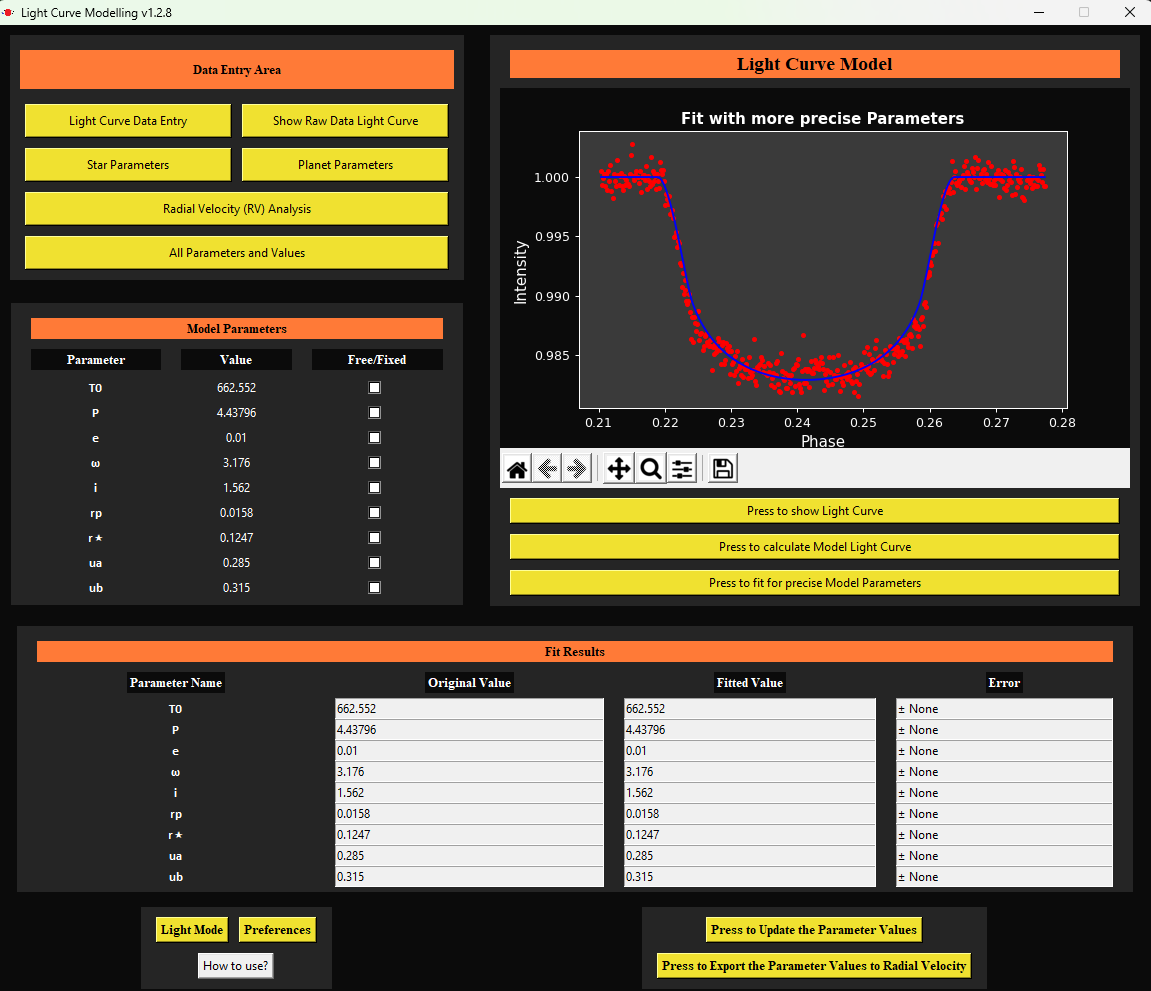 Light Curve Modelling v1.2.8
Data Entry Area
Light Curve Data Entry
Show Raw Data Light Curve
Star Parameters
Planet Parameters
Radial Velocity (RV) Analysis
All Parameters and Values
Model Parameters
Parameter Value Free/Fixed
T0 662.552
P 4.43796
e 0.01
ω 3.176
i 1.562
rp 0.0158
r★ 0.1247
ua 0.285
ub 0.315
Light Curve Model
Fit with more precise Parameters
1.000
0.995
0.990
0.985
Intensity
0.21 0.22 0.23 0.24 0.25 0.26 0.27 0.28
Phase
Press to show Light Curve
Press to calculate Model Light Curve
Press to fit for precise Model Parameters
Fit Results
Parameter Name Original Value Fitted Value Error
T0 662.552 662.552 ± None
P 4.43796 4.43796 ± None
e 0.01 0.01 ± None
ω 3.176 3.176 ± None
i 1.562 1.562 ± None
rp 0.0158 0.0158 ± None
r★ 0.1247 0.1247 ± None
ua 0.285 0.285 ± None
ub 0.315 0.315 ± None
Light Mode
Preferences
How to use?
Press to Update the Parameter Values
Press to Export the Parameter Values to Radial Velocity